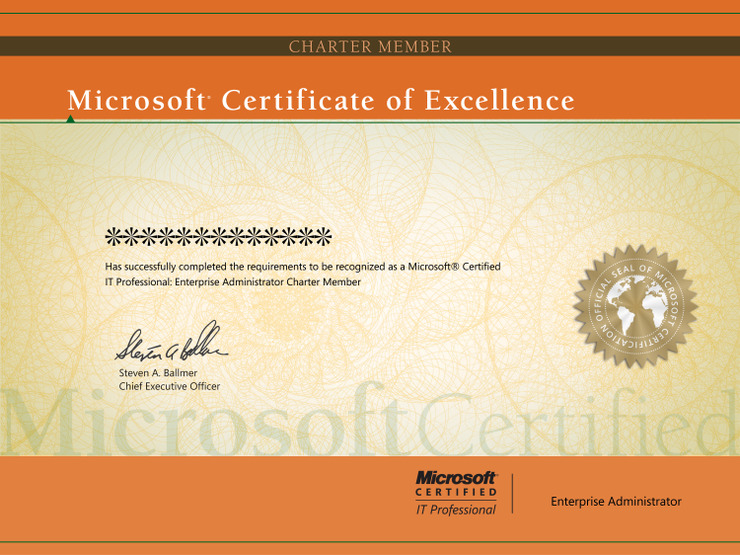 CHARTER MEMBER
Microsoft® Certificate of Excellence
✻✻✻✻✻✻✻✻✻✻✻✻✻
Has successfully completed the requirements to be recognized as a Microsoft® Certified
IT Professional: Enterprise Administrator Charter Member
OFFICIAL SEAL OF MICROSOFT CERTIFICATION
Steven A Ballmer
Steven A. Ballmer
Chief Executive Officer
MicrosoftCertified
Microsoft
CERTIFIED
IT Professional
Enterprise Administrator